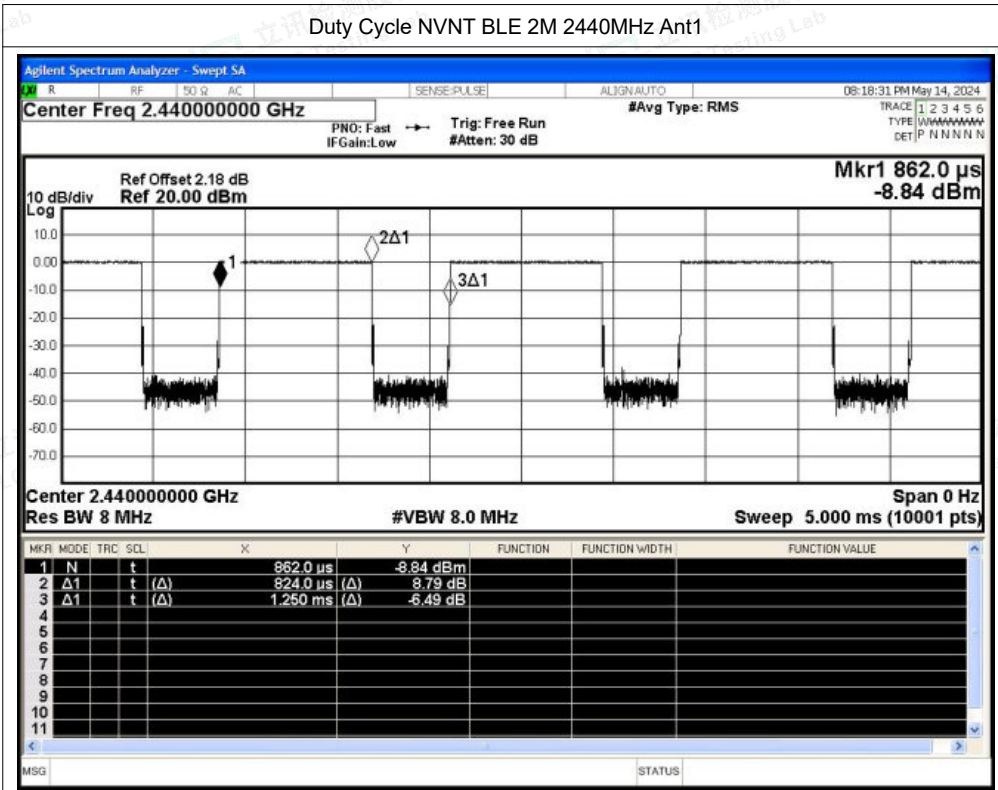 Duty Cycle NVNT BLE 2M 2440MHz Ant1
Agilent Spectrum Analyzer - Swept SA
R RF 50 Ω AC SENSE:PULSE ALIGN AUTO 08:18:31 PM May 14, 2024
Center Freq 2.440000000 GHz #Avg Type: RMS TRACE 1 2 3 4 5 6
PNO: Fast Trig: Free Run TYPE
IFGain:Low #Atten: 30 dB DET P N N N N N
Mkr1 862.0 µs
Ref Offset 2.18 dB
10 dB/div Ref 20.00 dBm -8.84 dBm
Log
10.0
2Δ1
0.00
1
3Δ1
-10.0
-20.0
-30.0
-40.0
-50.0
-60.0
-70.0
Center 2.440000000 GHz Span 0 Hz
Res BW 8 MHz #VBW 8.0 MHz Sweep 5.000 ms (10001 pts)
MKR MODE TRC SCL X Y FUNCTION FUNCTION WIDTH FUNCTION VALUE
1 N t 862.0 µs -8.84 dBm
2 Δ1 t (Δ) 824.0 µs (Δ) 8.79 dB
3 Δ1 t (Δ) 1.250 ms (Δ) -6.49 dB
4
5
6
7
8
9
10
11
MSG STATUS